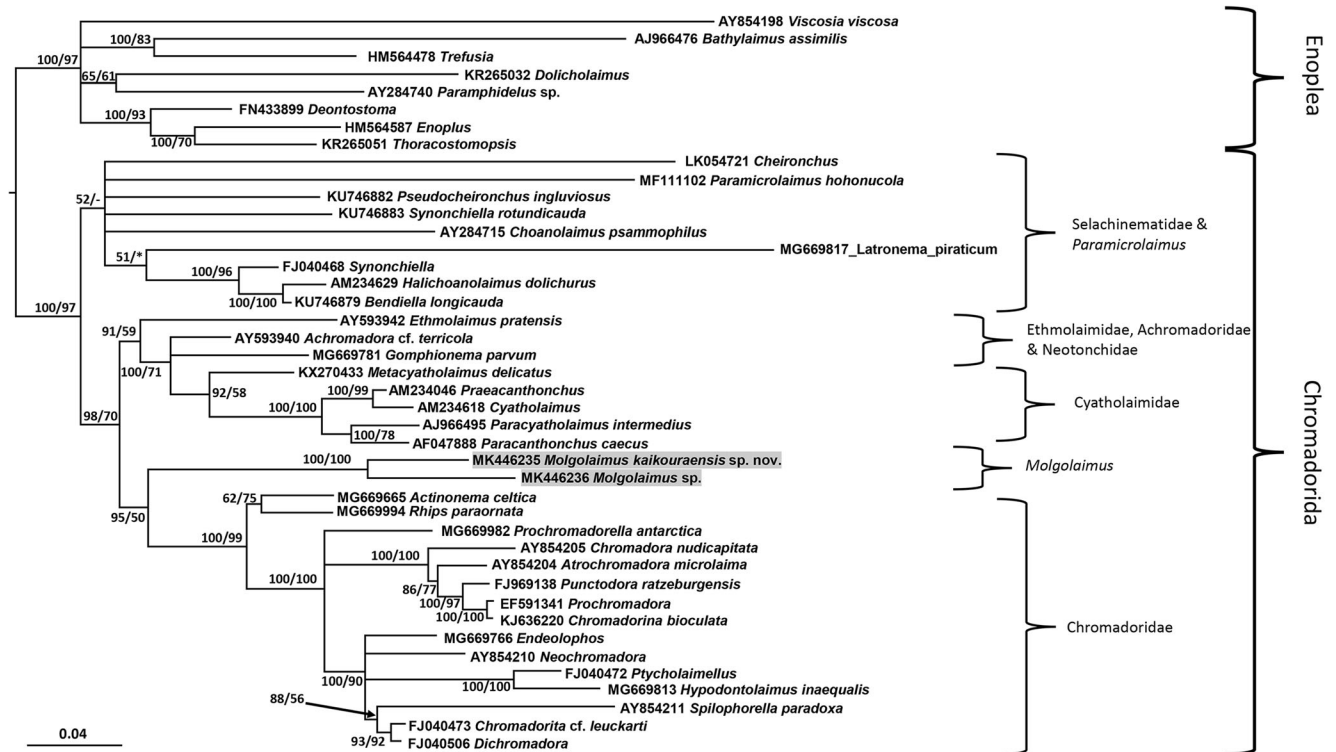 AY854198 Viscosia viscosa
100/83
AJ966476 Bathylaimus assimilis
100/97
HM564478 Trefusia
65/61
KR265032 Dolicholaimus
AY284740 Paramphidelus sp.
100/93
FN433899 Deontostoma
HM564587 Enoplus
100/70
KR265051 Thoracostomopsis
Enoplea
LK054721 Cheironchus
MF111102 Paramicrolaimus hohonucola
52/-
KU746882 Pseudocheironchus ingluviosus
KU746883 Synonchiella rotundicauda
AY284715 Choanolaimus psammophilus
51/*
MG669817_Latronema_piraticum
100/96
FJ040468 Synonchiella
AM234629 Halichoanolaimus dolichurus
100/100
KU746879 Bendiella longicauda
Selachinematidae &
Paramicrolaimus
100/97
91/59
AY593942 Ethmolaimus pratensis
AY593940 Achromadora cf. terricola
MG669781 Gomphionema parvum
100/71
Ethmolaimidae, Achromadoridae
& Neotonchidae
KX270433 Metacyatholaimus delicatus
92/58
100/99
AM234046 Praeacanthonchus
100/100
AM234618 Cyatholaimus
98/70
AJ966495 Paracyatholaimus intermedius
100/78
AF047888 Paracanthonchus caecus
Cyatholaimidae
100/100
MK446235 Molgolaimus kaikouraensis sp. nov.
MK446236 Molgolaimus sp.
Molgolaimus
Chromadorida
95/50
62/75
MG669665 Actinonema celtica
MG669994 Rhips paraornata
100/99
MG669982 Prochromadorella antarctica
100/100
AY854205 Chromadora nudicapitata
AY854204 Atrochromadora microlaima
100/100
86/77
FJ969138 Punctodora ratzeburgensis
100/97
EF591341 Prochromadora
100/100
KJ636220 Chromadorina bioculata
Chromadoridae
MG669766 Endeolophos
AY854210 Neochromadora
FJ040472 Ptycholaimellus
100/90
100/100
MG669813 Hypodontolaimus inaequalis
88/56
AY854211 Spilophorella paradoxa
FJ040473 Chromadorita cf. leuckarti
93/92
FJ040506 Dichromadora
0.04